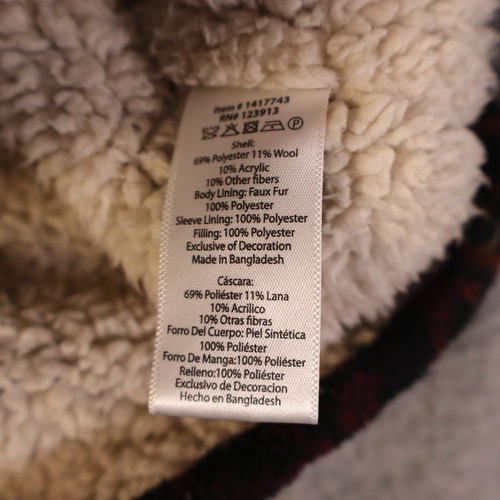 Item # 1417743
RN# 123913
P
Shell:
69% Polyester 11% Wool
10% Acrylic
10% Other fibers
Body Lining: Faux Fur
100% Polyester
Sleeve Lining: 100% Polyester
Filling: 100% Polyester
Exclusive of Decoration
Made in Bangladesh
Cáscara:
69% Poliéster 11% Lana
10% Acrílico
10% Otras fibras
Forro Del Cuerpo: Piel Sintética
100% Poliéster
Forro De Manga:100% Poliéster
Relleno:100% Poliéster
Exclusivo de Decoracion
Hecho en Bangladesh